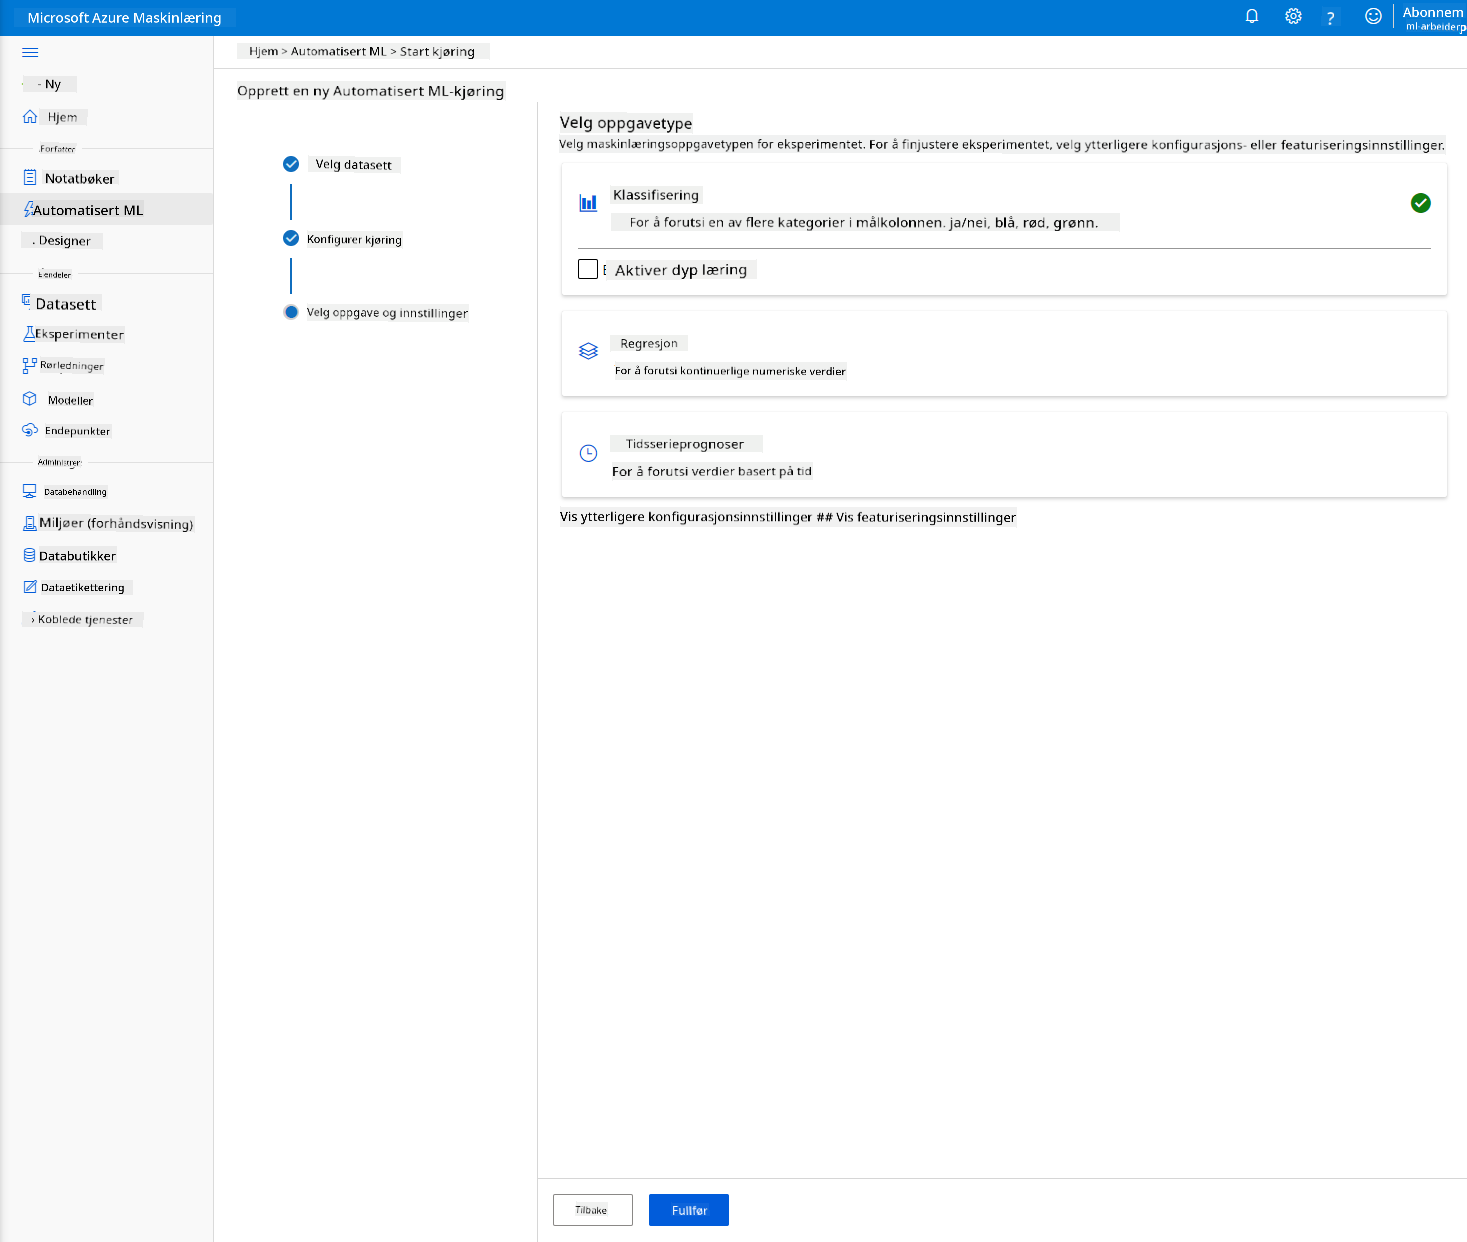 Microsoft Azure Maskinlæring
?
Abonnem
ml-arbeiderp
- Ny
Hjem
Forfatter
Notatbøker
Automatisert ML
. Designer
Eiendeler
Datasett
Eksperimenter
Rørledninger
Modeller
Endepunkter
Administrer
Databehandling
Miljøer (forhåndsvisning)
Databutikker
Dataetikettering
› Koblede tjenester
Hjem > Automatisert ML > Start kjøring
Opprett en ny Automatisert ML-kjøring
Velg datasett
Konfigurer kjøring
Velg oppgave og innstillinger
Velg oppgavetype
Velg maskinlæringsoppgavetypen for eksperimentet. For å finjustere eksperimentet, velg ytterligere konfigurasjons- eller featuriseringsinnstillinger.
Klassifisering
For å forutsi en av flere kategorier i målkolonnen. ja/nei, blå, rød, grønn.
Aktiver dyp læring
Regresjon
For å forutsi kontinuerlige numeriske verdier
Tidsserieprognoser
For å forutsi verdier basert på tid
Vis ytterligere konfigurasjonsinnstillinger ## Vis featuriseringsinnstillinger
Tilbake
Fullfør